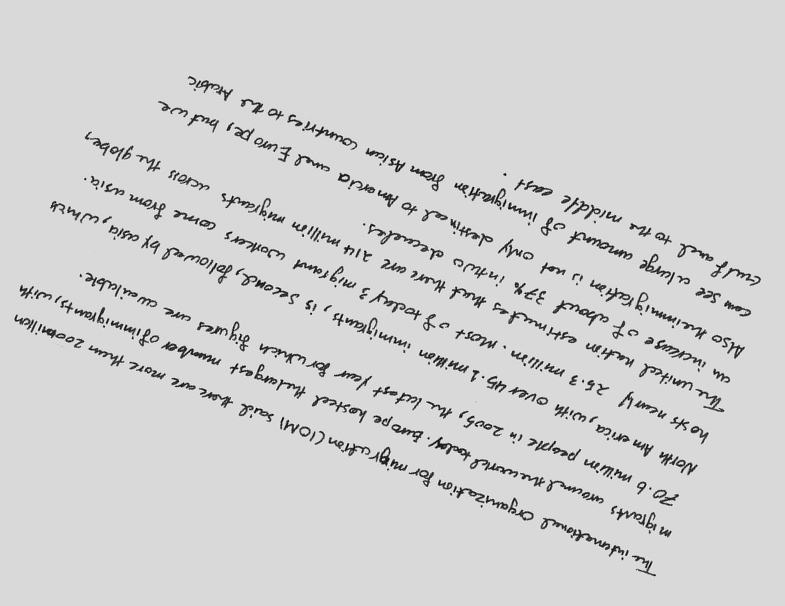 The international Organization for migration (IOM) said there are more than 200 million
migrants around the world today. Europe hosted the largest number of immigrants, with
70.6 million people in 2005, the latest year for which figures are available.
North America, with over 45.1 million immigrants, is second, followed by asia, which
hosts nearly 25.3 million. Most of today's migrant workers come from asia.
The united nation estimates that there are 214 million migrants across the globe,
an increase of about 37% in two decades.
Also the immigration is not only destined to America and Europe, but we
can see a large amount of immigration from Asian countries to the Arabic
Gulf and to the middle east.